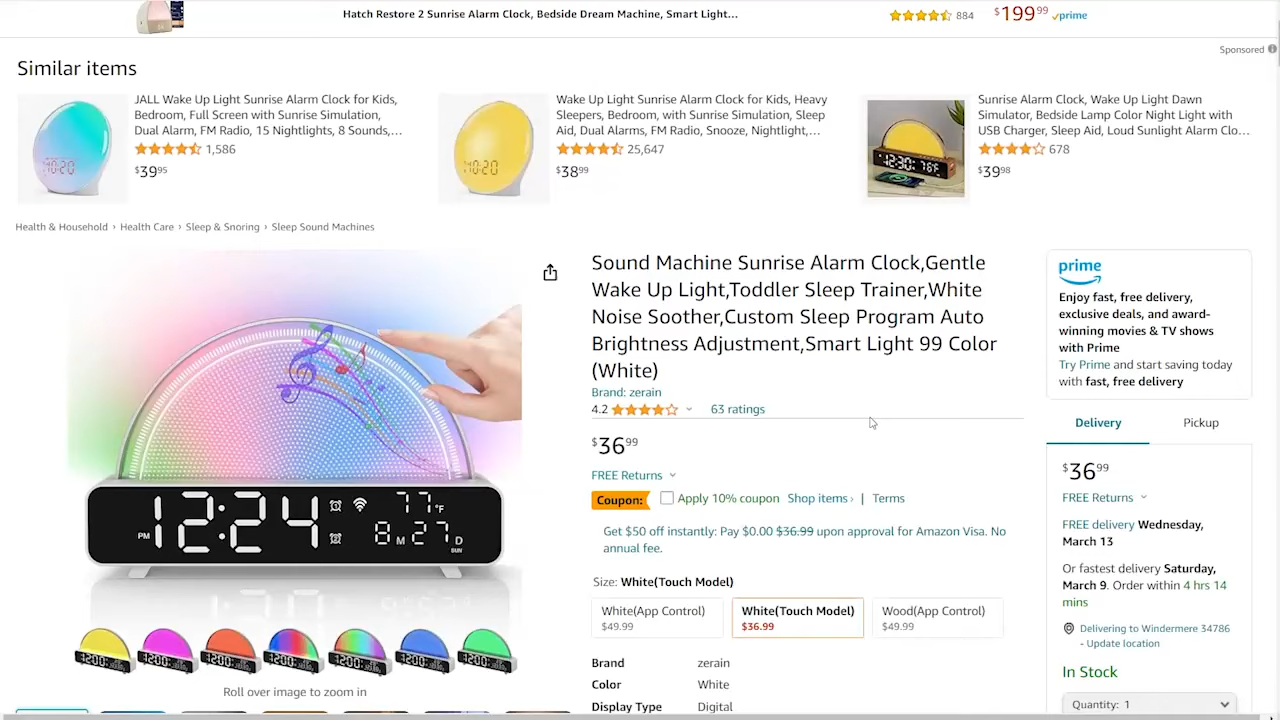 Hatch Restore 2 Sunrise Alarm Clock, Bedside Dream Machine, Smart Light...
884
$199 99
prime
Sponsored
Similar items
JALL Wake Up Light Sunrise Alarm Clock for Kids,
Bedroom, Full Screen with Sunrise Simulation,
Dual Alarm, FM Radio, 15 Nightlights, 8 Sounds,...
1,586
$39 95
Wake Up Light Sunrise Alarm Clock for Kids, Heavy
Sleepers, Bedroom, with Sunrise Simulation, Sleep
Aid, Dual Alarms, FM Radio, Snooze, Nightlight,...
25,647
$38 99
Sunrise Alarm Clock, Wake Up Light Dawn
Simulator, Bedside Lamp Color Night Light with
USB Charger, Sleep Aid, Loud Sunlight Alarm Clo...
678
$39 98
Health & Household › Health Care › Sleep & Snoring › Sleep Sound Machines
PM 12:24 77°F
8 M 27 D
SUN
Roll over image to zoom in
Sound Machine Sunrise Alarm Clock,Gentle
Wake Up Light,Toddler Sleep Trainer,White
Noise Soother,Custom Sleep Program Auto
Brightness Adjustment,Smart Light 99 Color
(White)
Brand: zerain
4.2 63 ratings
$36 99
FREE Returns
Coupon: Apply 10% coupon Shop items › | Terms
Get $50 off instantly: Pay $0.00 $36.99 upon approval for Amazon Visa. No
annual fee.
Size: White(Touch Model)
White(App Control)
$49.99
White(Touch Model)
$36.99
Wood(App Control)
$49.99
Brand zerain
Color White
Display Type Digital
prime
Enjoy fast, free delivery,
exclusive deals, and award-
winning movies & TV shows
with Prime
Try Prime and start saving today
with fast, free delivery
Delivery Pickup
$36 99
FREE Returns
FREE delivery Wednesday,
March 13
Or fastest delivery Saturday,
March 9. Order within 4 hrs 14
mins
Delivering to Windermere 34786
- Update location
In Stock
Quantity: 1